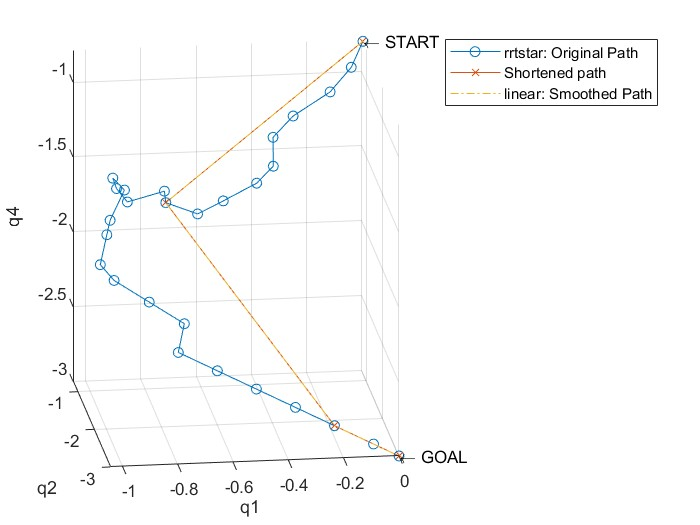 START
rrtstar: Original Path
Shortened path
linear: Smoothed Path
-1
-1.5
-2
-2.5
-3
q4
-1
-2
-3
q2
-1
-0.8
-0.6
-0.4
-0.2
0
q1
GOAL